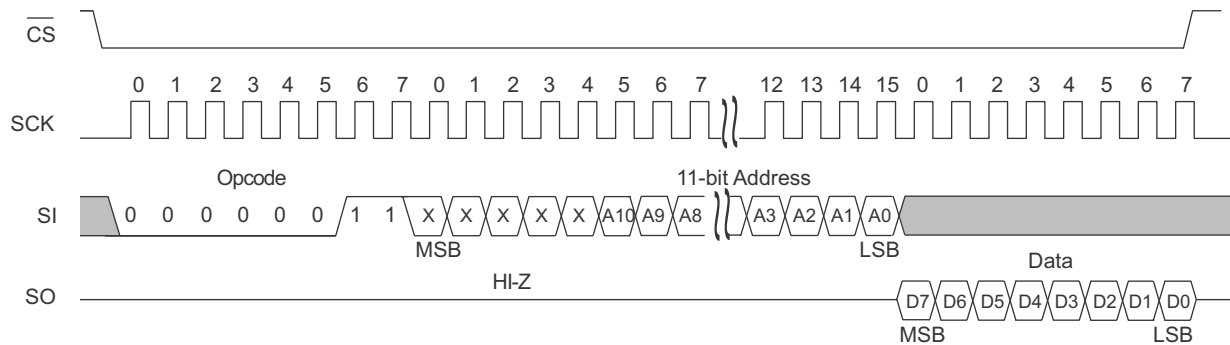 CS
0 1 2 3 4 5 6 7 0 1 2 3 4 5 6 7 12 13 14 15 0 1 2 3 4 5 6 7
SCK
Opcode 11-bit Address
SI 0 0 0 0 0 0 1 1 X X X X X A10 A9 A8 A3 A2 A1 A0
MSB LSB
HI-Z Data
SO D7 D6 D5 D4 D3 D2 D1 D0
MSB LSB